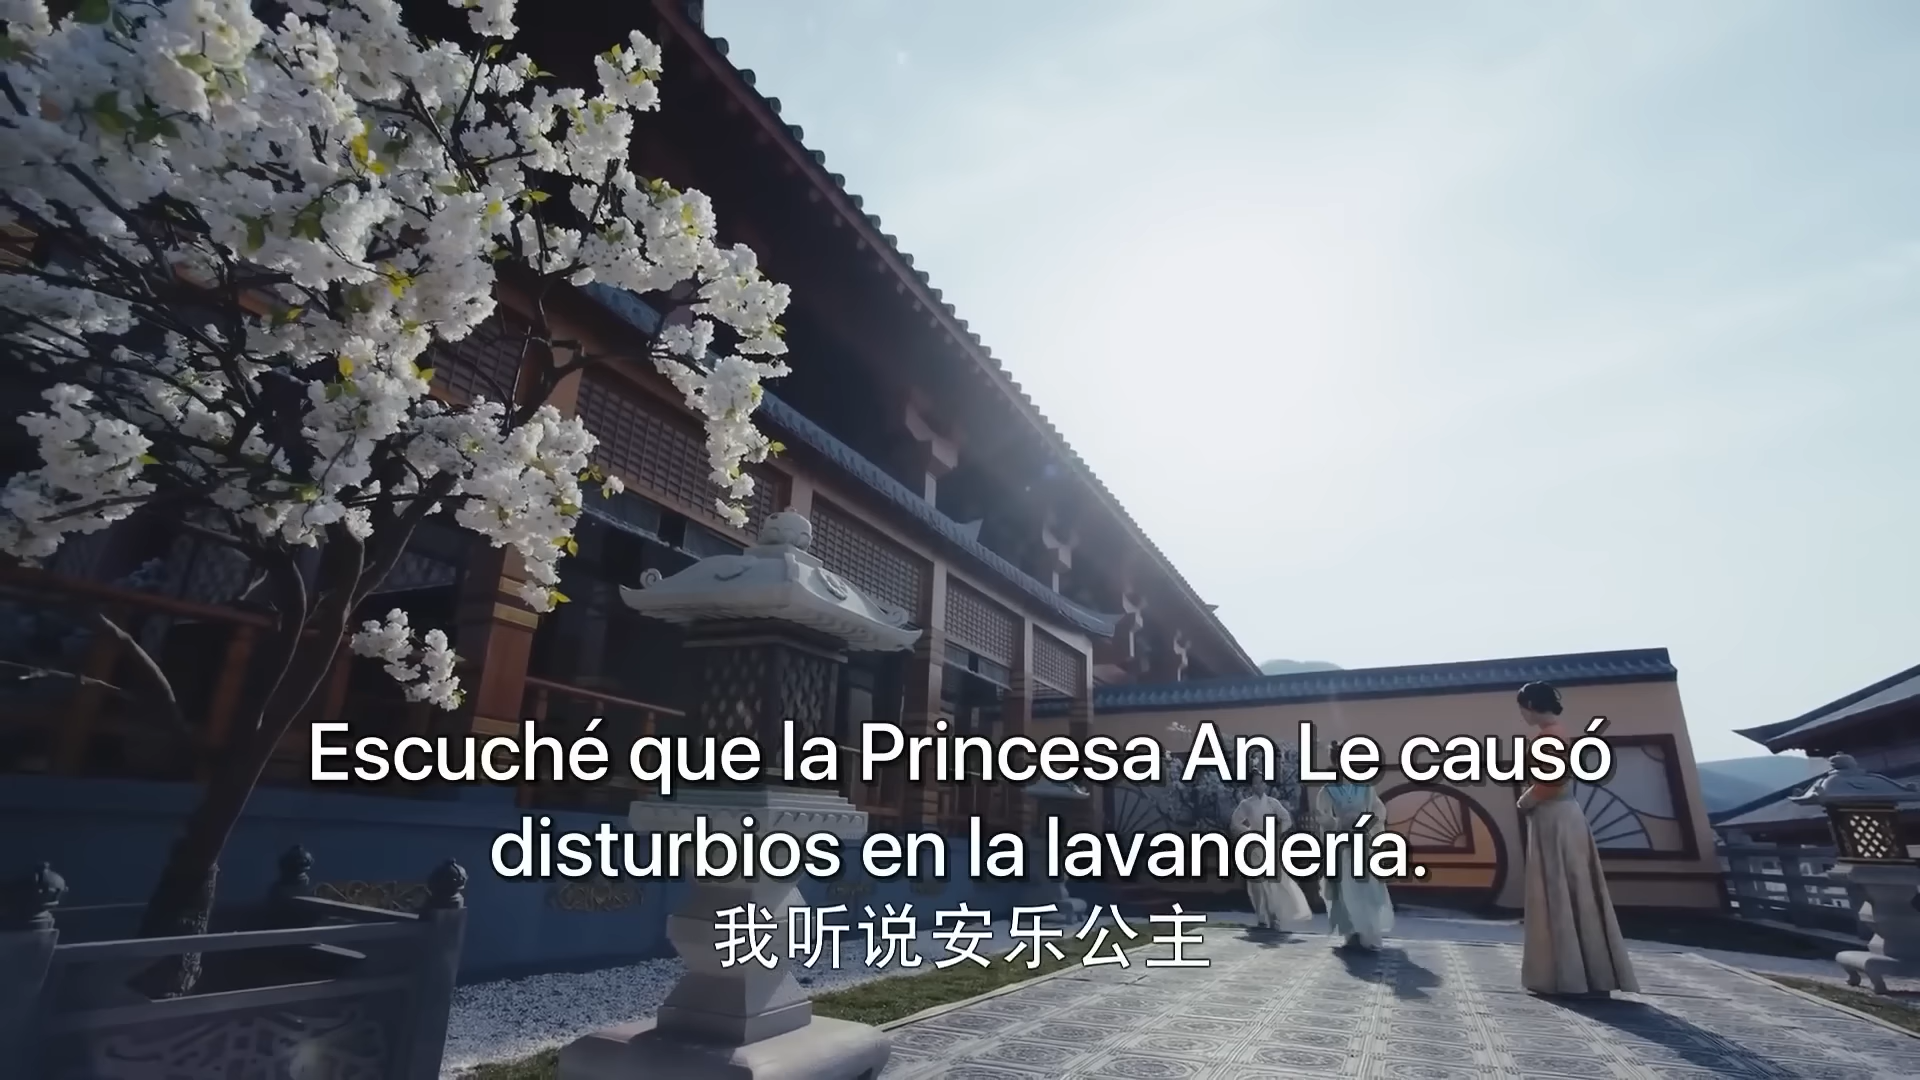 Escuché que la Princesa An Le causó
disturbios en la lavandería.
我听说安乐公主